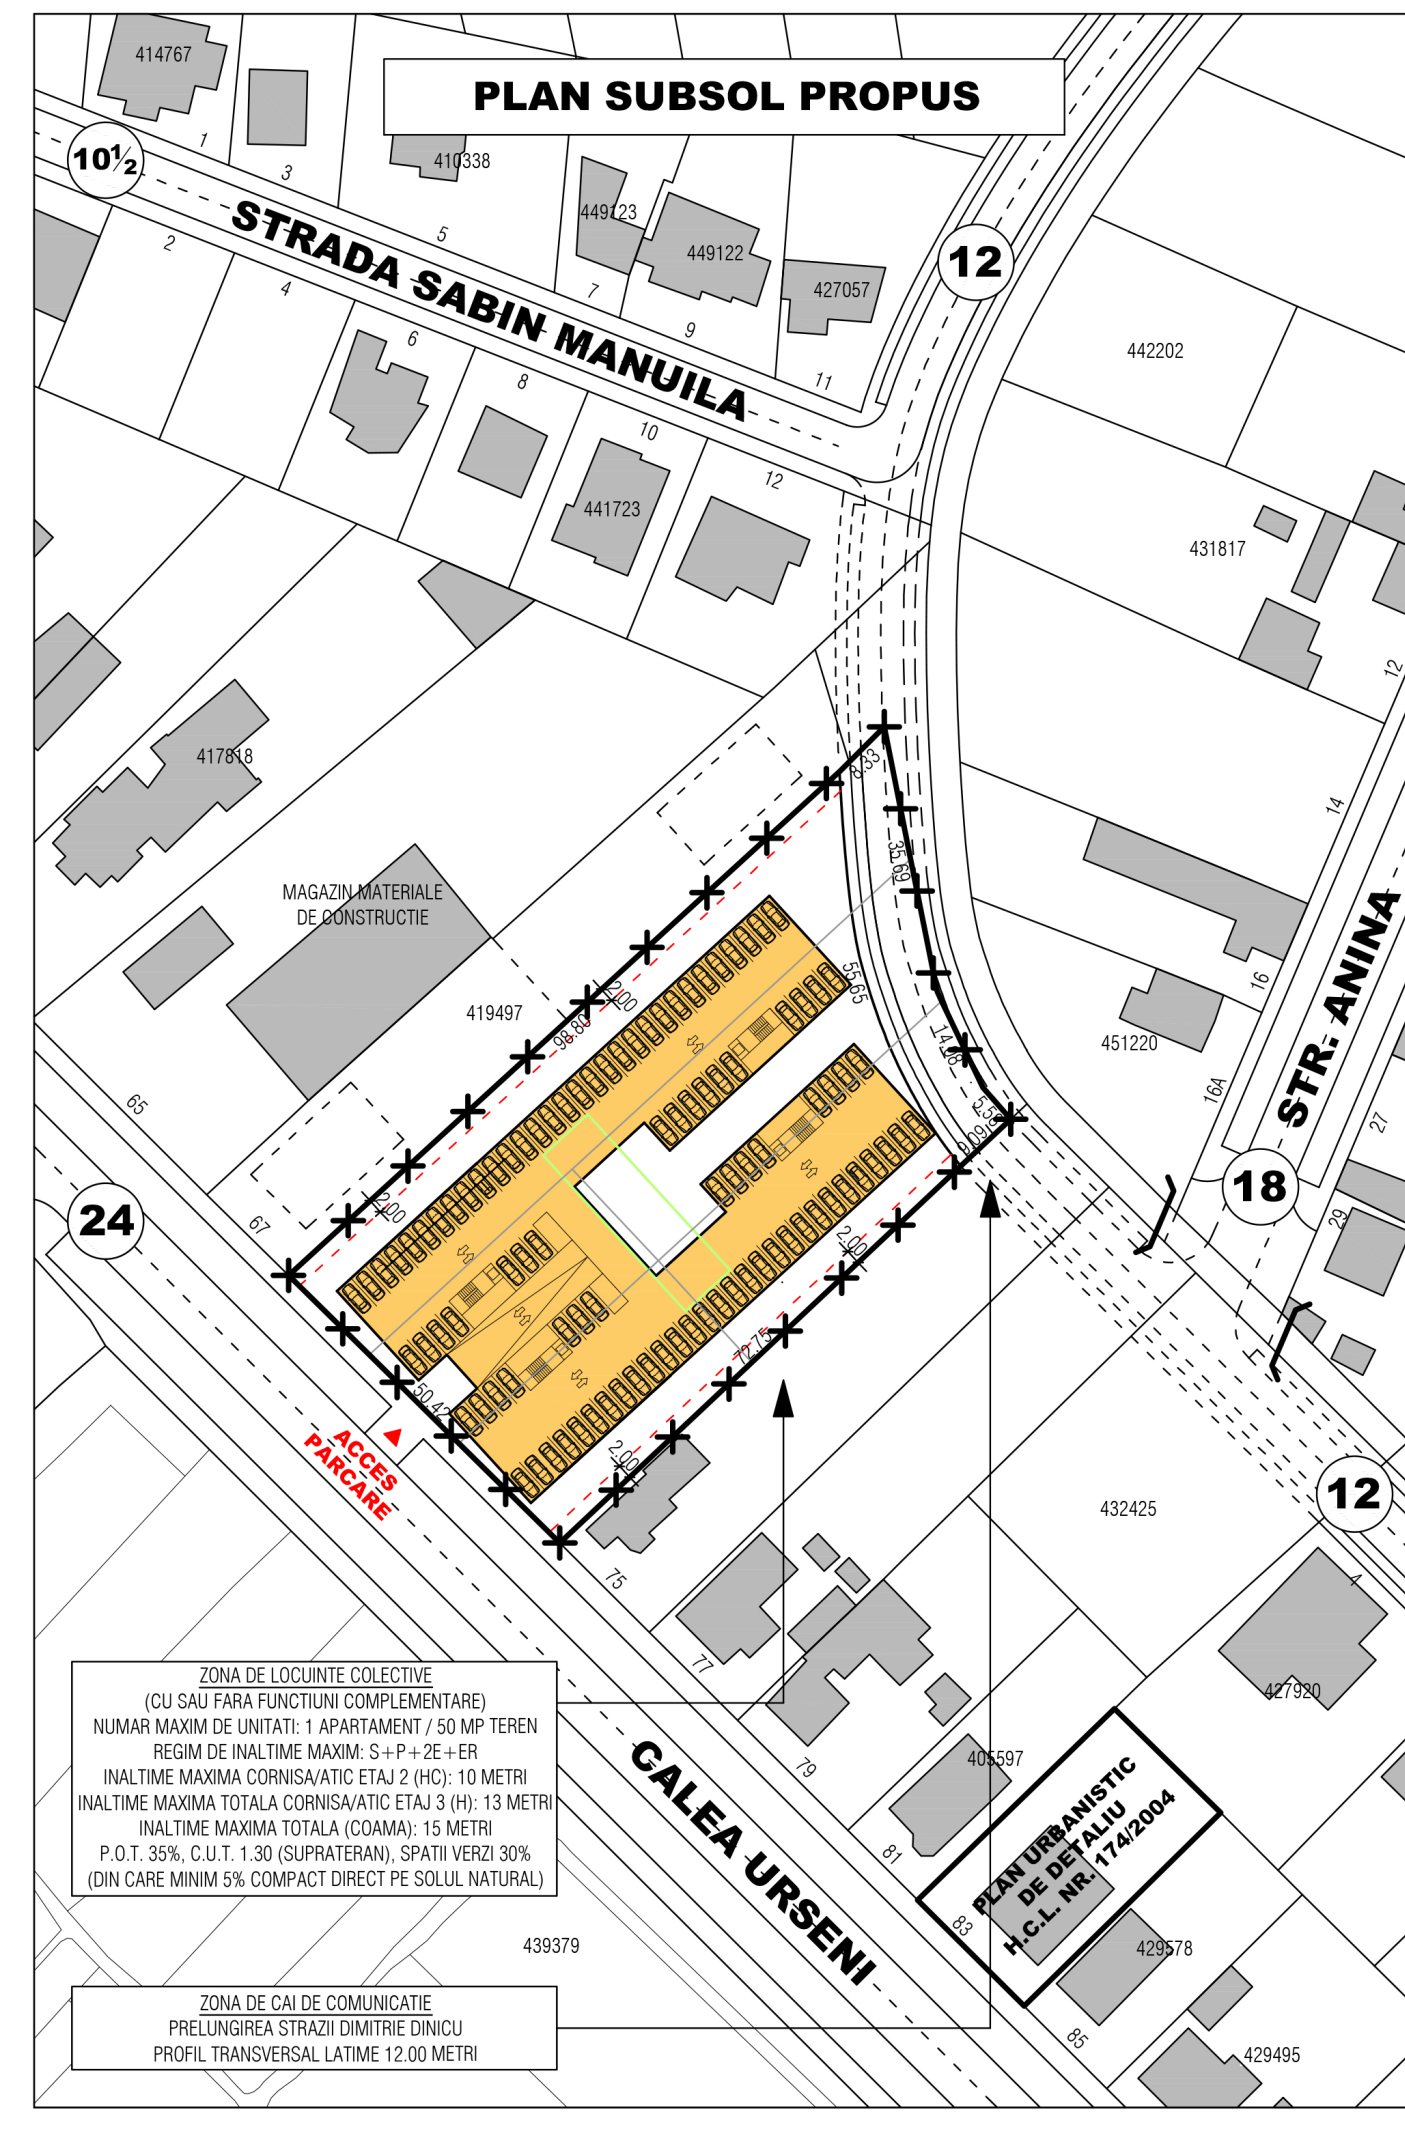 PLAN SUBSOL PROPUS
414767
10½
1
3
410338
5
449123
449122
7
427057
9
11
12
2
4
STRADA SABIN MANUILA
6
8
10
12
442202
441723
431817
12
417818
8.33
14
MAGAZIN MATERIALE
DE CONSTRUCTIE
35.69
STR. ANINA
16
55.65
419497
2.00
98.80
14.08
451220
16A
5.58
27
65
9.09
18
29
67
2.00
24
2.00
72.75
50.42
ACCES
PARCARE
2.00
12
432425
75
4
77
427920
79
405597
81
ZONA DE LOCUINTE COLECTIVE
(CU SAU FARA FUNCTIUNI COMPLEMENTARE)
NUMAR MAXIM DE UNITATI: 1 APARTAMENT / 50 MP TEREN
REGIM DE INALTIME MAXIM: S+P+2E+ER
INALTIME MAXIMA CORNISA/ATIC ETAJ 2 (HC): 10 METRI
INALTIME MAXIMA TOTALA CORNISA/ATIC ETAJ 3 (H): 13 METRI
INALTIME MAXIMA TOTALA (COAMA): 15 METRI
P.O.T. 35%, C.U.T. 1.30 (SUPRATERAN), SPATII VERZI 30%
(DIN CARE MINIM 5% COMPACT DIRECT PE SOLUL NATURAL)
CALEA URSENI
PLAN URBANISTIC
DE DETALIU
H.C.L. NR. 174/2004
83
439379
429578
ZONA DE CAI DE COMUNICATIE
PRELUNGIREA STRAZII DIMITRIE DINICU
PROFIL TRANSVERSAL LATIME 12.00 METRI
85
429495